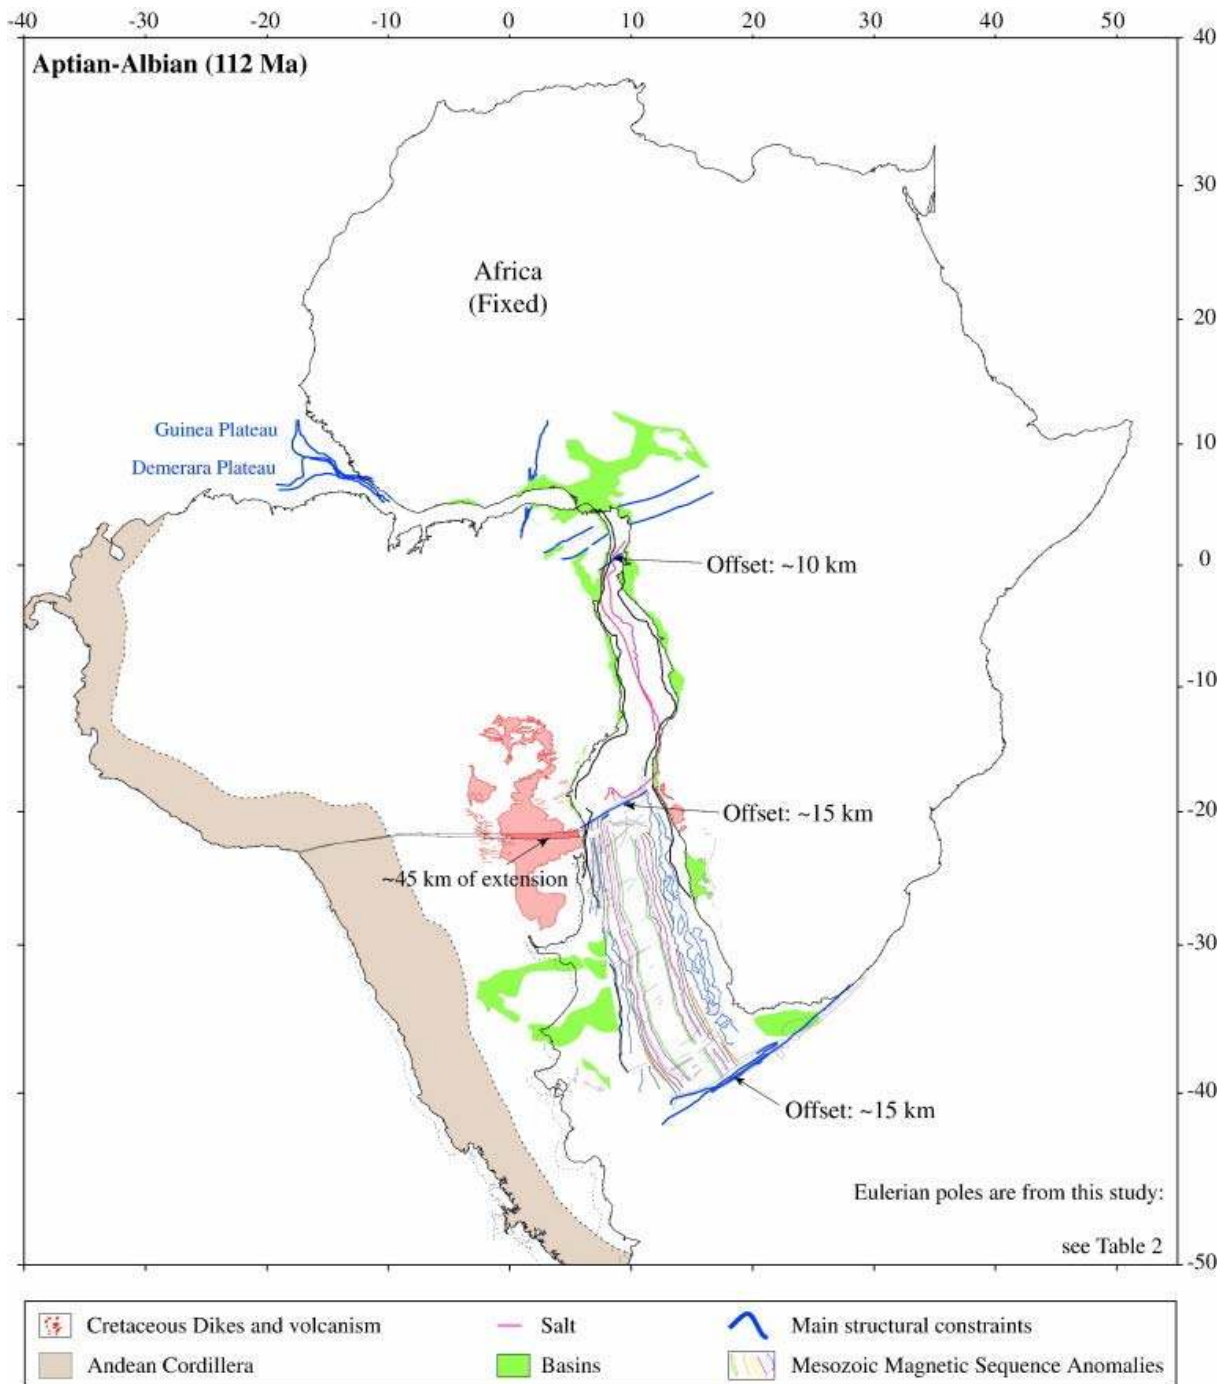 -40 -30 -20 -10 0 10 20 30 40 50
40
Aptian-Albian (112 Ma)
30
Africa
(Fixed)
20
Guinea Plateau
10
Demerara Plateau
Offset: ~10 km
0
-10
-20
Offset: ~15 km
~45 km of extension
-30
-40
Offset: ~15 km
Eulerian poles are from this study:
see Table 2
-50
Cretaceous Dikes and volcanism
Salt
Main structural constraints
Andean Cordillera
Basins
Mesozoic Magnetic Sequence Anomalies